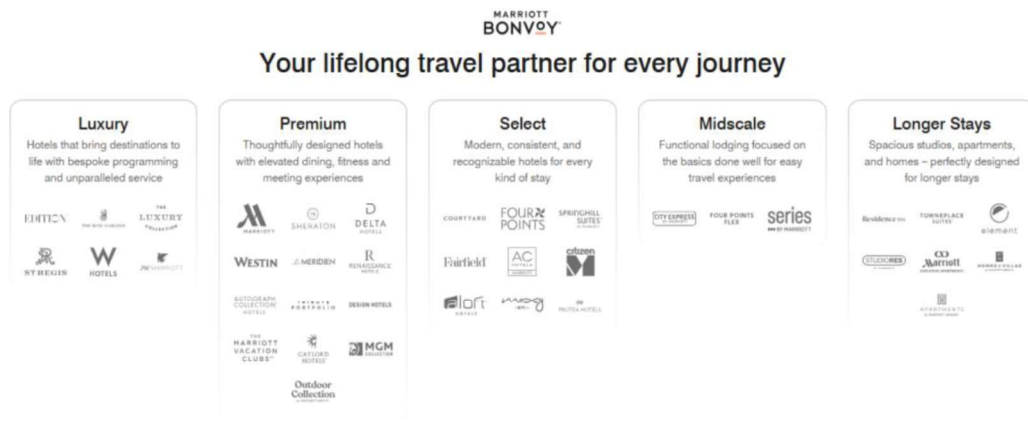 MARRIOTT
BONVOY
Your lifelong travel partner for every journey
Luxury
Hotels that bring destinations to
life with bespoke programming
and unparalleled service
EDITION
THE RITZ-CARLTON
THE
LUXURY
COLLECTION
ST REGIS
W
HOTELS
JW MARRIOTT
Premium
Thoughtfully designed hotels
with elevated dining, fitness and
meeting experiences
MARRIOTT
SHERATON
D
DELTA
HOTELS
WESTIN
LE MERIDIEN
R
RENAISSANCE
HOTELS
AUTOGRAPH
COLLECTION
HOTELS
TRIBUTE
PORTFOLIO
DESIGN HOTELS
THE
MARRIOTT
VACATION
CLUBS
GAYLORD
HOTELS
MGM
COLLECTION
Outdoor
Collection
Select
Modern, consistent, and
recognizable hotels for every
kind of stay
COURTYARD
FOUR
POINTS
SPRINGHILL
SUITES
Fairfield
AC
HOTELS
citizen
M
aloft
HOTELS
moxy
PROTEA HOTELS
Midscale
Functional lodging focused on
the basics done well for easy
travel experiences
CITY EXPRESS
FOUR POINTS
FLEX
series
BY MARRIOTT
Longer Stays
Spacious studios, apartments,
and homes – perfectly designed
for longer stays
Residence INN
TOWNEPLACE
SUITES
element
STUDIORES
Marriott
HOMES & VILLAS
APARTMENTS